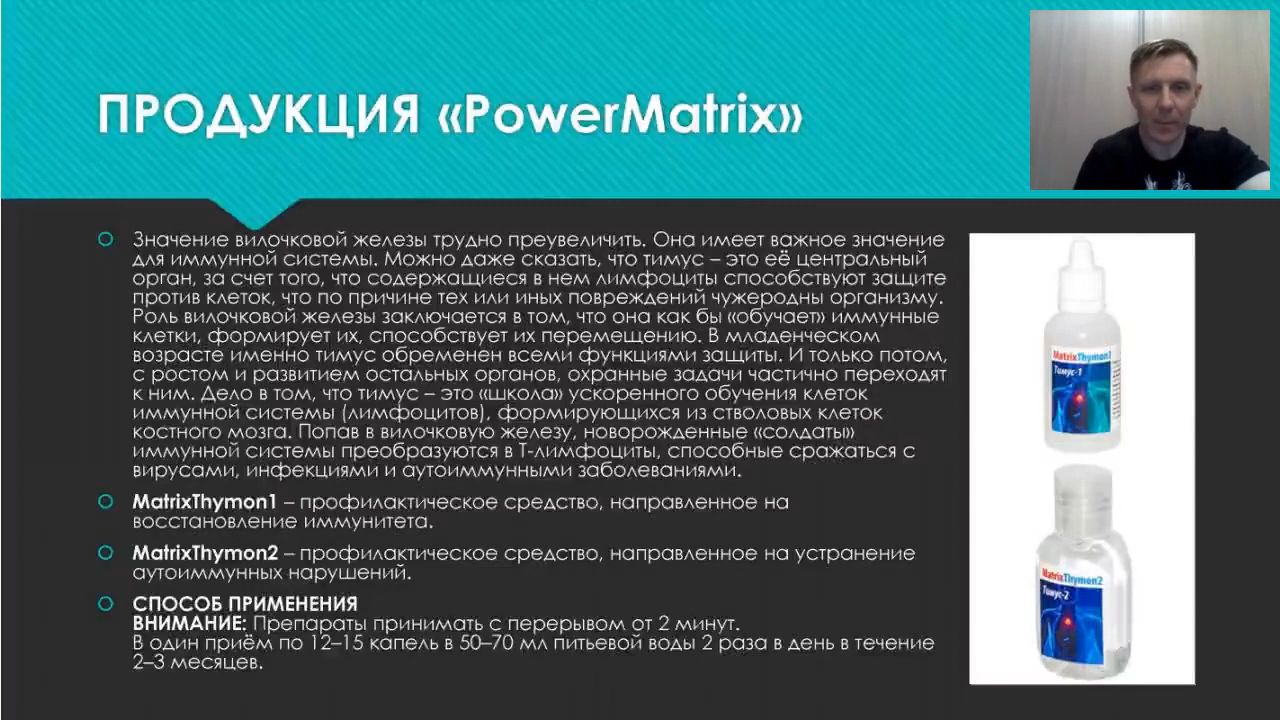 ПРОДУКЦИЯ «PowerMatrix»
Значение вилочковой железы трудно преувеличить. Она имеет важное значение
для иммунной системы. Можно даже сказать, что тимус – это её центральный
орган, за счет того, что содержащиеся в нем лимфоциты способствуют защите
против клеток, что по причине тех или иных повреждений чужеродны организму.
Роль вилочковой железы заключается в том, что она как бы «обучает» иммунные
клетки, формирует их, способствует их перемещению. В младенческом
возрасте именно тимус обременен всеми функциями защиты. И только потом,
с ростом и развитием остальных органов, охранные задачи частично переходят
к ним. Дело в том, что тимус – это «школа» ускоренного обучения клеток
иммунной системы (лимфоцитов), формирующихся из стволовых клеток
костного мозга. Попав в вилочковую железу, новорожденные «солдаты»
иммунной системы преобразуются в Т-лимфоциты, способные сражаться с
вирусами, инфекциями и аутоиммунными заболеваниями.
MatrixThymon1 – профилактическое средство, направленное на
восстановление иммунитета.
MatrixThymon2 – профилактическое средство, направленное на устранение
аутоиммунных нарушений.
СПОСОБ ПРИМЕНЕНИЯ
ВНИМАНИЕ: Препараты принимать с перерывом от 2 минут.
В один приём по 12–15 капель в 50–70 мл питьевой воды 2 раза в день в течение
2–3 месяцев.
MatrixThymon1
Тимус-1
MatrixThymon2
Тимус-2